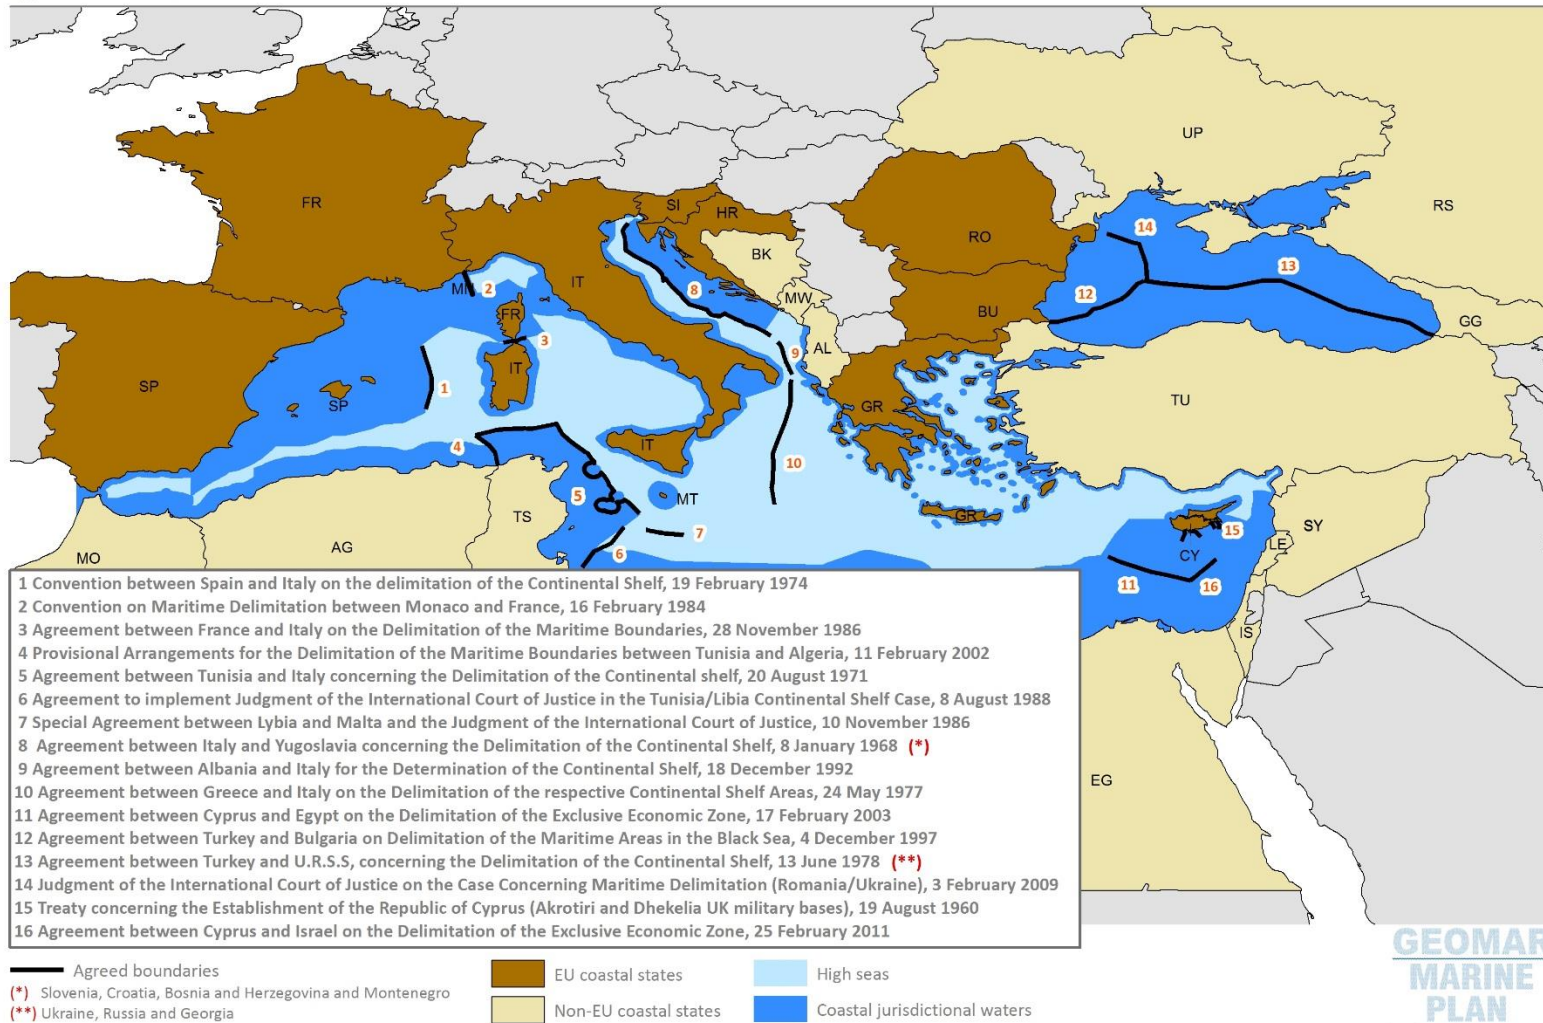 UP
FR
SI
HR
RS
RO
BK
14
IT
13
MN
2
8
MW
12
BU
FR
GG
3
9
AL
IT
SP
1
SP
GR
TU
4
IT
10
5
MT
TS
GR
7
15
SY
6
LE
MO
AG
CY
11
16
IS
EG
1 Convention between Spain and Italy on the delimitation of the Continental Shelf, 19 February 1974
2 Convention on Maritime Delimitation between Monaco and France, 16 February 1984
3 Agreement between France and Italy on the Delimitation of the Maritime Boundaries, 28 November 1986
4 Provisional Arrangements for the Delimitation of the Maritime Boundaries between Tunisia and Algeria, 11 February 2002
5 Agreement between Tunisia and Italy concerning the Delimitation of the Continental shelf, 20 August 1971
6 Agreement to implement Judgment of the International Court of Justice in the Tunisia/Libia Continental Shelf Case, 8 August 1988
7 Special Agreement between Lybia and Malta and the Judgment of the International Court of Justice, 10 November 1986
8 Agreement between Italy and Yugoslavia concerning the Delimitation of the Continental Shelf, 8 January 1968 (*)
9 Agreement between Albania and Italy for the Determination of the Continental Shelf, 18 December 1992
10 Agreement between Greece and Italy on the Delimitation of the respective Continental Shelf Areas, 24 May 1977
11 Agreement between Cyprus and Egypt on the Delimitation of the Exclusive Economic Zone, 17 February 2003
12 Agreement between Turkey and Bulgaria on Delimitation of the Maritime Areas in the Black Sea, 4 December 1997
13 Agreement between Turkey and U.R.S.S, concerning the Delimitation of the Continental Shelf, 13 June 1978 (**)
14 Judgment of the International Court of Justice on the Case Concerning Maritime Delimitation (Romania/Ukraine), 3 February 2009
15 Treaty concerning the Establishment of the Republic of Cyprus (Akrotiri and Dhekelia UK military bases), 19 August 1960
16 Agreement between Cyprus and Israel on the Delimitation of the Exclusive Economic Zone, 25 February 2011
Agreed boundaries
(*) Slovenia, Croatia, Bosnia and Herzegovina and Montenegro
(**) Ukraine, Russia and Georgia
EU coastal states
Non-EU coastal states
High seas
Coastal jurisdictional waters
GEOMAR
MARINE
PLAN